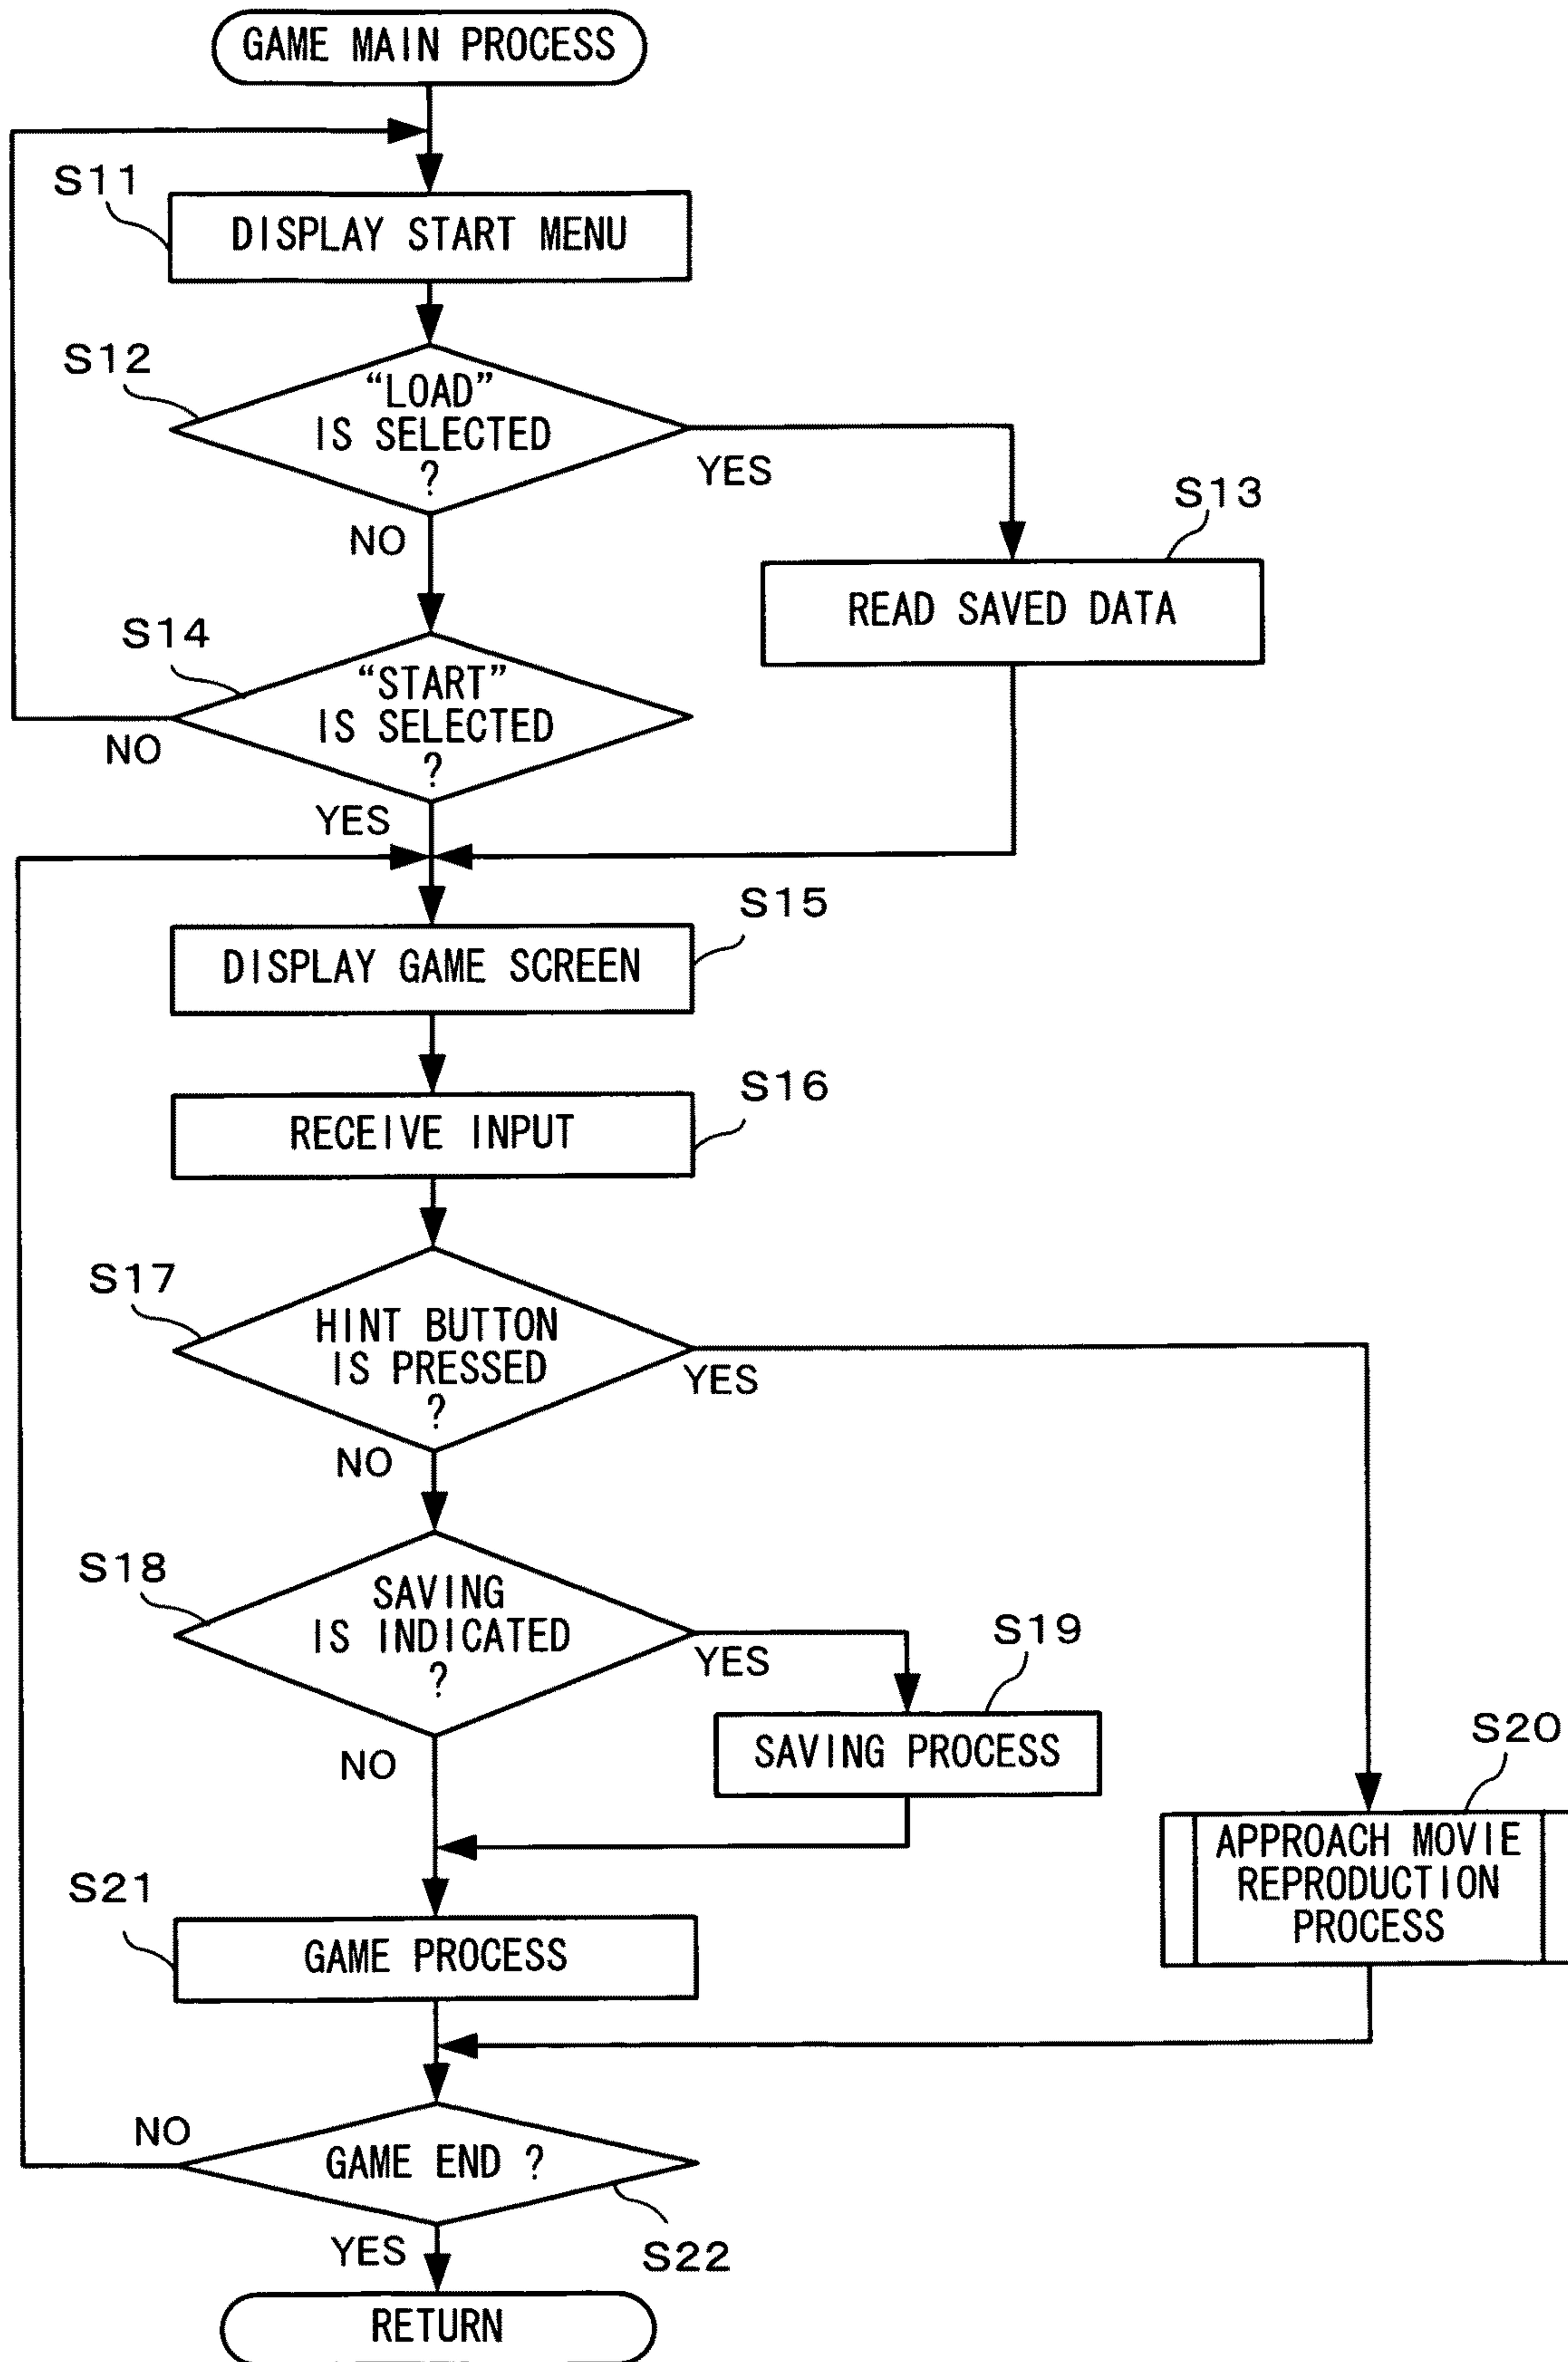 GAME MAIN PROCESS
S11
DISPLAY START MENU
S12
“LOAD”
IS SELECTED
?
YES
NO
S13
READ SAVED DATA
S14
“START”
IS SELECTED
?
NO
YES
S15
DISPLAY GAME SCREEN
S16
RECEIVE INPUT
S17
HINT BUTTON
IS PRESSED
?
YES
NO
S18
SAVING
IS INDICATED
?
YES
NO
S19
SAVING PROCESS
S20
APPROACH MOVIE
REPRODUCTION
PROCESS
S21
GAME PROCESS
NO
GAME END ?
YES
S22
RETURN